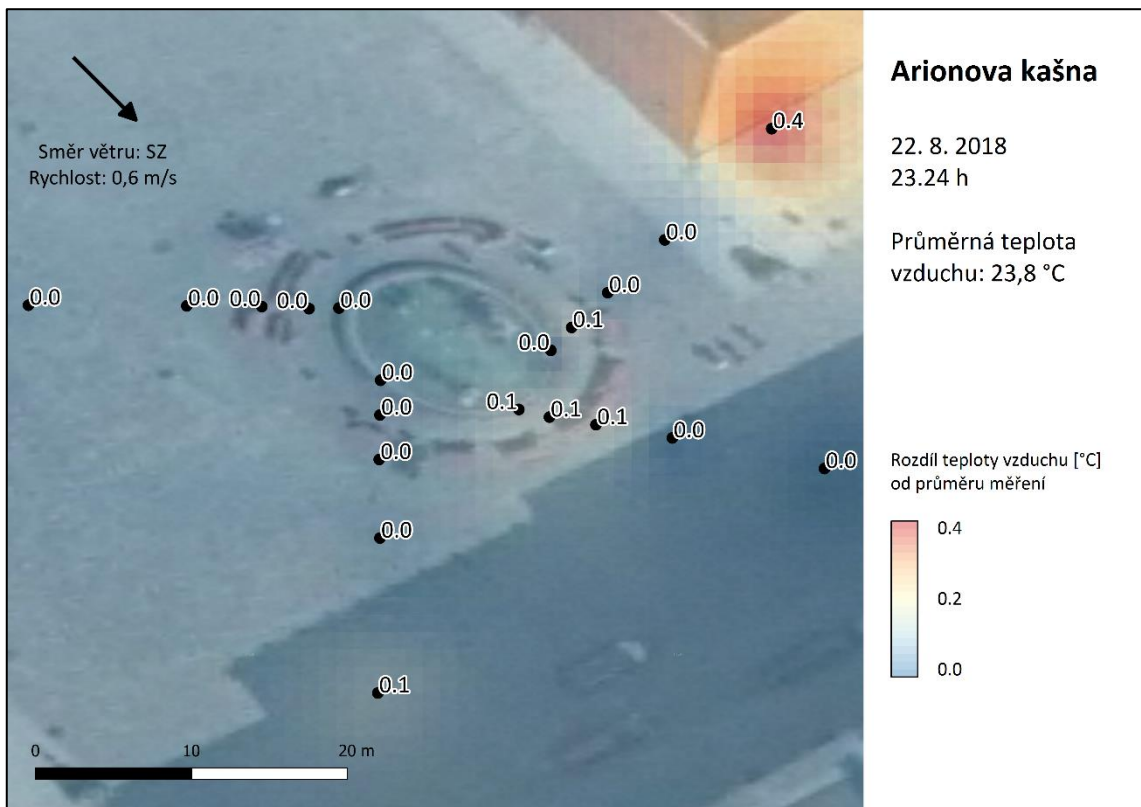 Arionova kašna
22. 8. 2018
23.24 h
Průměrná teplota
vzduchu: 23,8 °C
Směr větru: SZ
Rychlost: 0,6 m/s
0.4
0.0
0.0
0.0 0.0 0.0 0.0 0.0
0.1
0.0
0.0
0.1
0.0 0.1 0.1
0.0
0.0
0.0
0.0
0.1
0 10 20 m
Rozdíl teploty vzduchu [°C]
od průměru měření
0.4
0.2
0.0